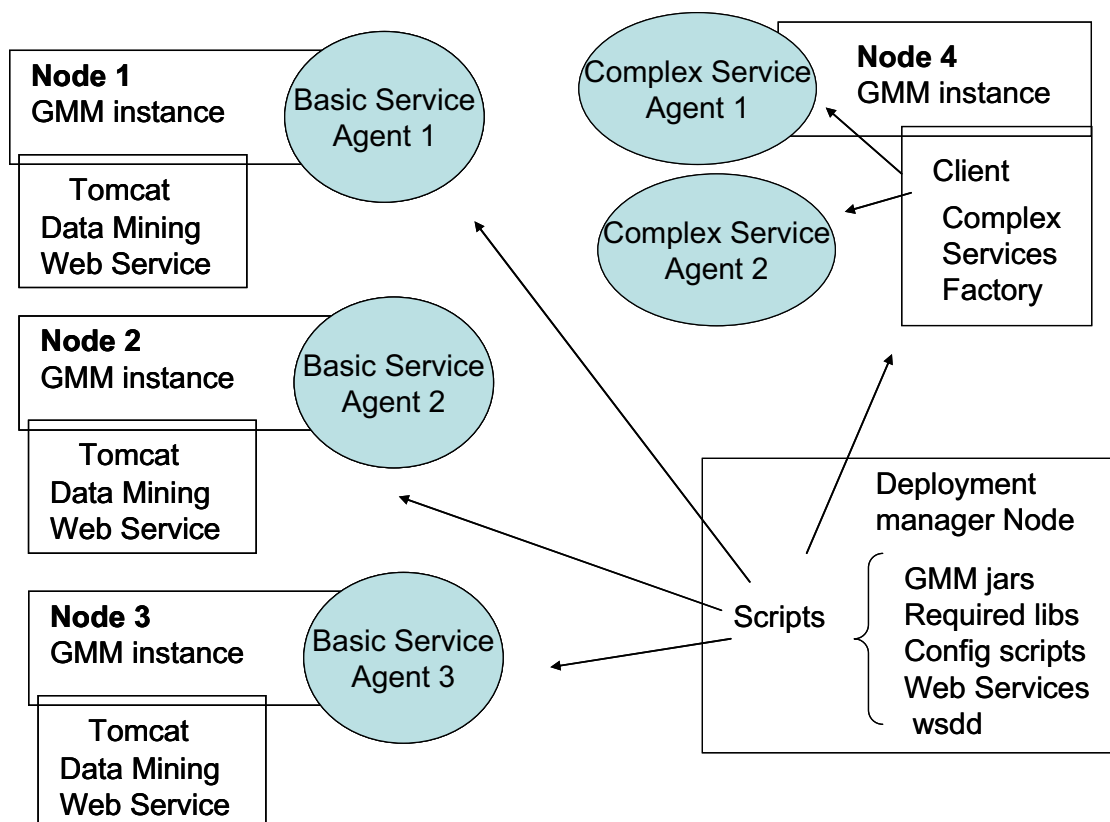 Node 1
GMM instance
Basic Service
Agent 1
Tomcat
Data Mining
Web Service
Node 2
GMM instance
Basic Service
Agent 2
Tomcat
Data Mining
Web Service
Node 3
GMM instance
Basic Service
Agent 3
Tomcat
Data Mining
Web Service
Complex Service
Agent 1
Node 4
GMM instance
Complex Service
Agent 2
Client
Complex
Services
Factory
Deployment
manager Node
Scripts
GMM jars
Required libs
Config scripts
Web Services
wsdd